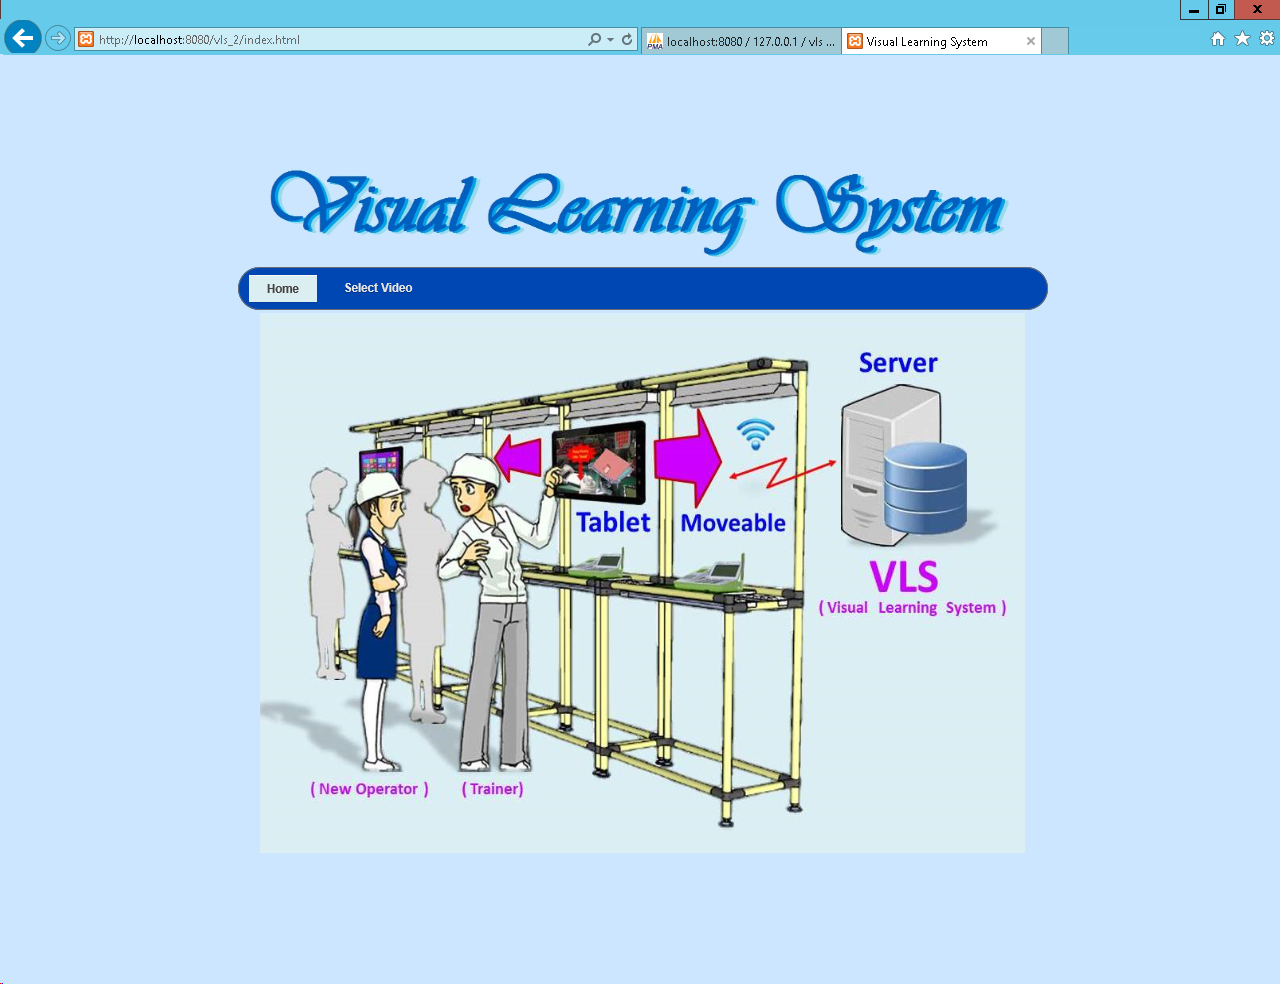 http://localhost:8080/vls_2/index.html
PMA
localhost:8080 / 127.0.0.1 / vls ...
Visual Learning System
Visual Learning System
Home
Select Video
Server
Tablet
Moveable
VLS
( Visual Learning System )
( New Operator )
( Trainer)